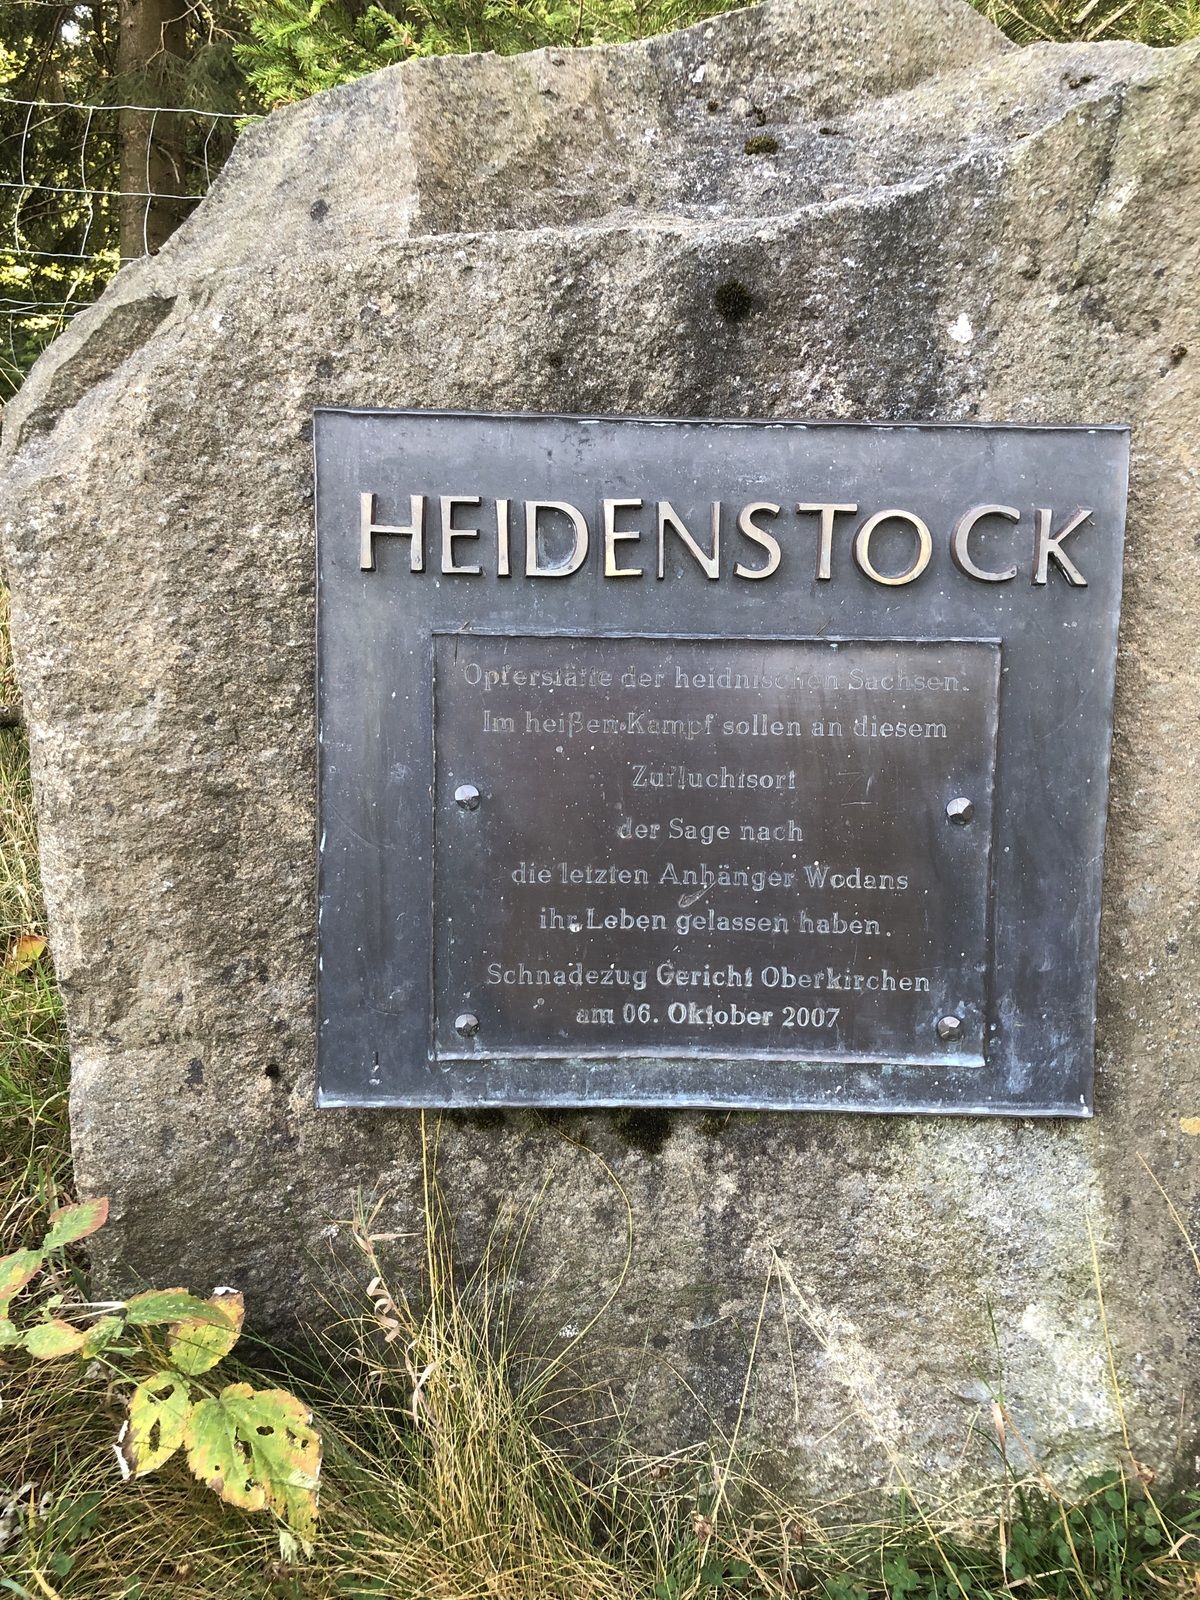 HEIDENSTOCK
Opferstätte der heidnischen Sachsen.
Im heißen Kampf sollen an diesem
Zufluchtsort
der Sage nach
die letzten Anhänger Wodans
ihr Leben gelassen haben.
Schnadezug Gericht Oberkirchen
am 06. Oktober 2007